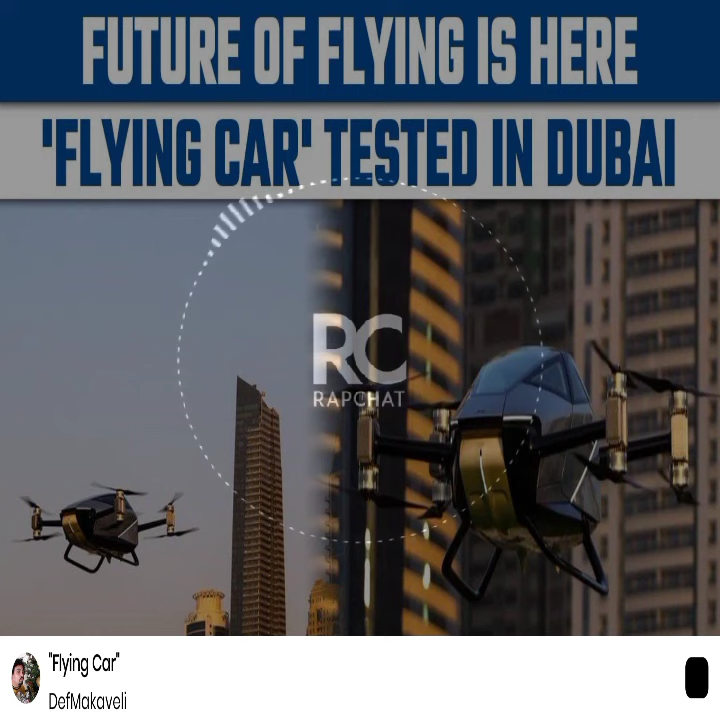 FUTURE OF FLYING IS HERE
'FLYING CAR' TESTED IN DUBAI
RC
RAPCHAT
"Flying Car"
DefMakaveli